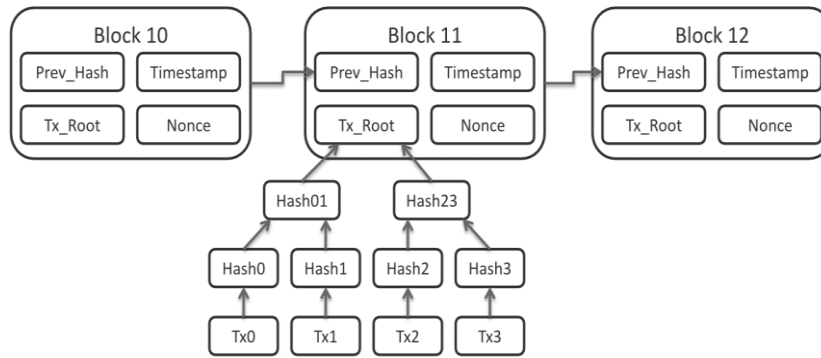 Block 10
Block 11
Block 12
Prev_Hash Timestamp
Prev_Hash Timestamp
Prev_Hash Timestamp
Tx_Root Nonce
Tx_Root Nonce
Tx_Root Nonce
Hash01 Hash23
Hash0 Hash1 Hash2 Hash3
Tx0 Tx1 Tx2 Tx3